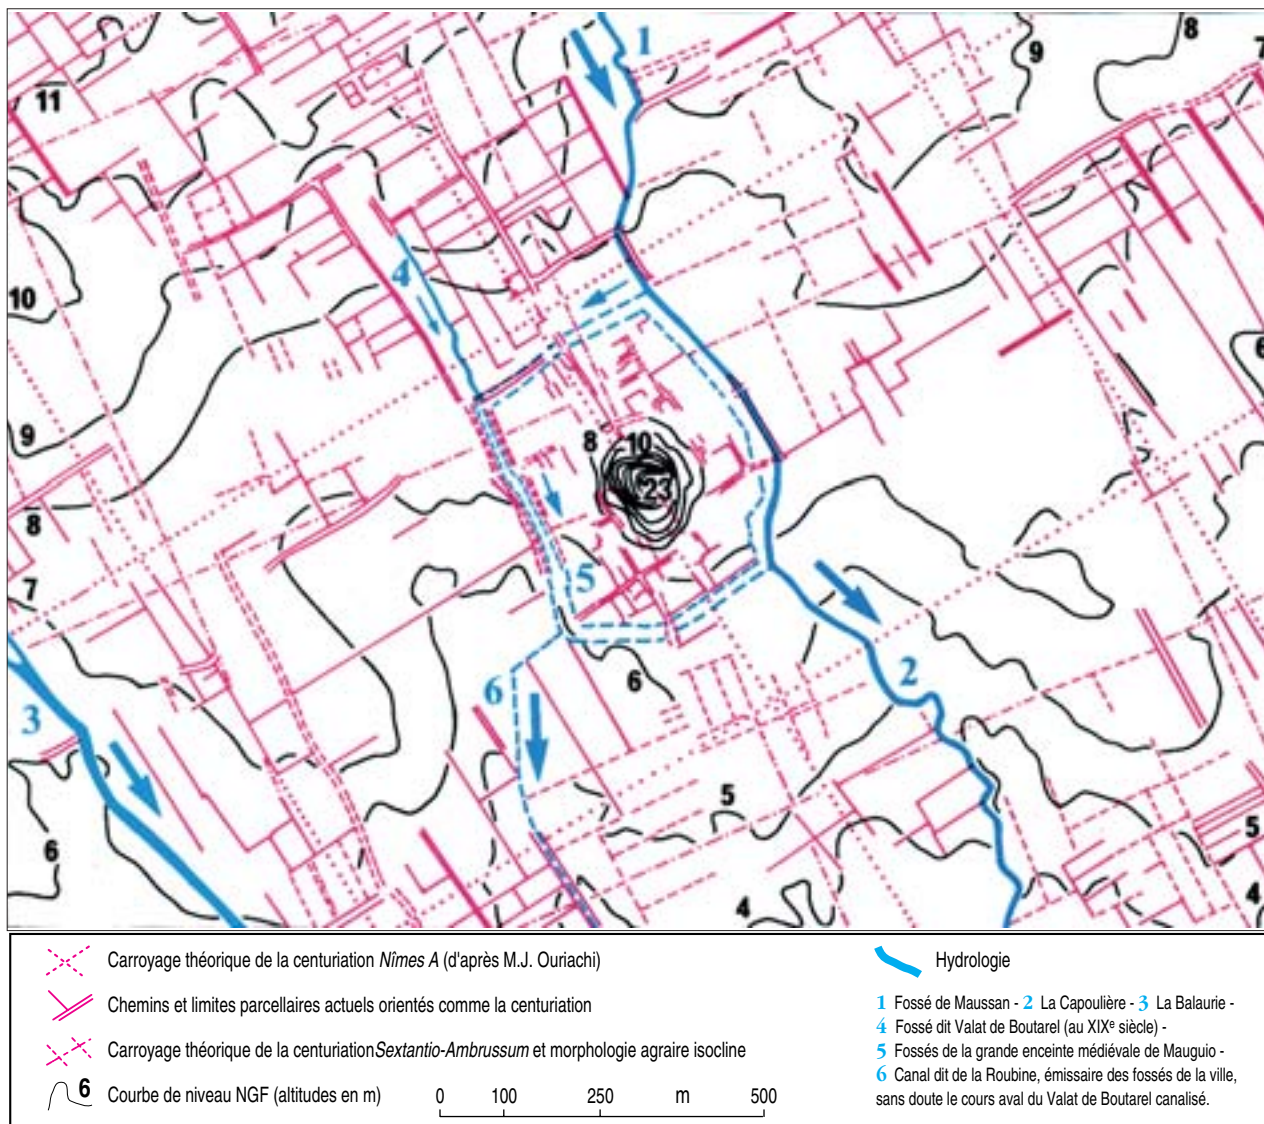 1
8
9
7
11
4
10
6
8
10
9
23
8
7
5
6
6
2
3
5
6
5
4
4
Carroyage théorique de la centuriation Nîmes A (d'après M.J. Ouriachi)
Chemins et limites parcellaires actuels orientés comme la centuriation
Carroyage théorique de la centuriationSextantio-Ambrussum et morphologie agraire isocline
6 Courbe de niveau NGF (altitudes en m)
0 100 250 m 500
Hydrologie
1 Fossé de Maussan - 2 La Capoulière - 3 La Balaurie -
4 Fossé dit Valat de Boutarel (au XIXe siècle) -
5 Fossés de la grande enceinte médiévale de Mauguio -
6 Canal dit de la Roubine, émissaire des fossés de la ville,
sans doute le cours aval du Valat de Boutarel canalisé.